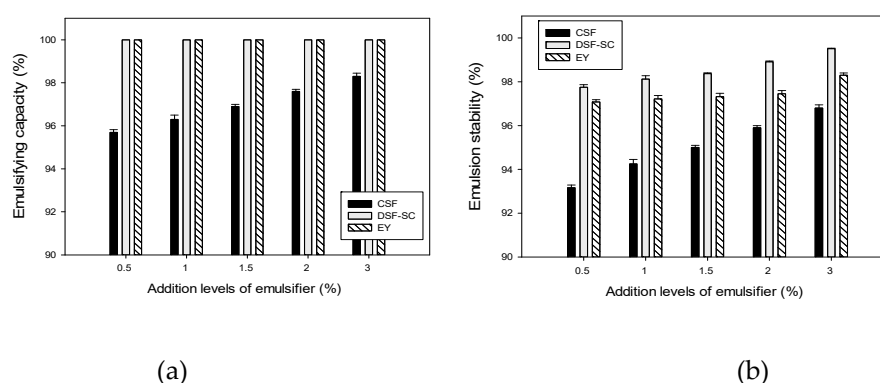 Emulsifying capacity (%)
100
98
96
94
92
90
CSF
DSF-SC
EY
0.5 1 1.5 2 3
Addition levels of emulsifier (%)
(a)
Emulsion stability (%)
100
98
96
94
92
90
CSF
DSF-SC
EY
0.5 1 1.5 2 3
Addition levels of emulsifier (%)
(b)